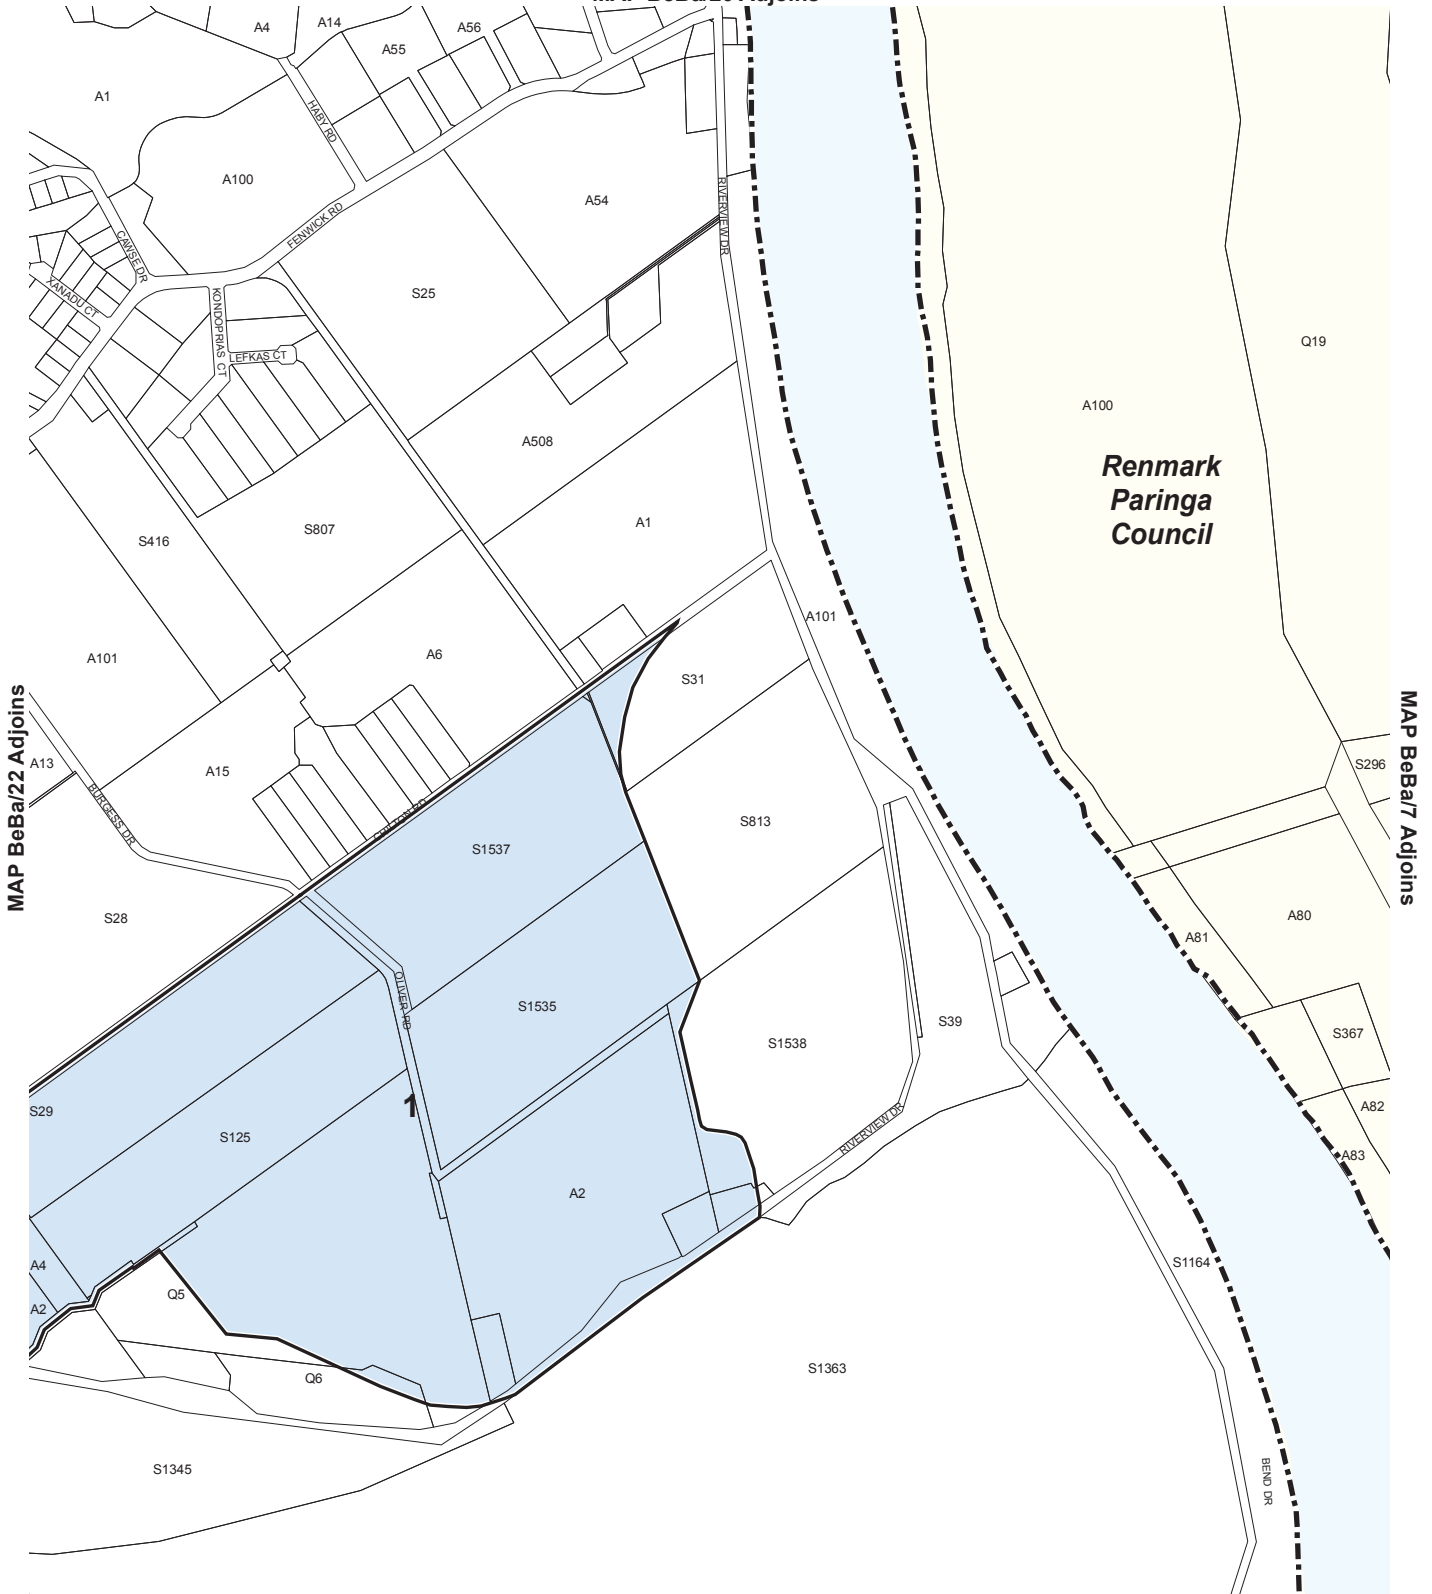 A4
A14
A56
A55
A1
HABY RD
A100
A54
FENWICK RD
RIVERVIEW DR
CAWSE DR
XANADU CT
KONDOPRIAS CT
LEFKAS CT
S25
Q19
A100
A508
Renmark
Paringa
Council
S416
S807
A1
A101
A101
A6
S31
MAP BeBa/22 Adjoins
MAP BeBa/7 Adjoins
A13
A15
S296
BURGESS DR
S813
S1537
S28
A80
A81
OLIVER RD
S1535
S39
S367
S1538
1
S29
A82
S125
RIVERVIEW DR
A83
A2
A4
S1164
Q5
A2
S1363
Q6
S1345
BEND DR